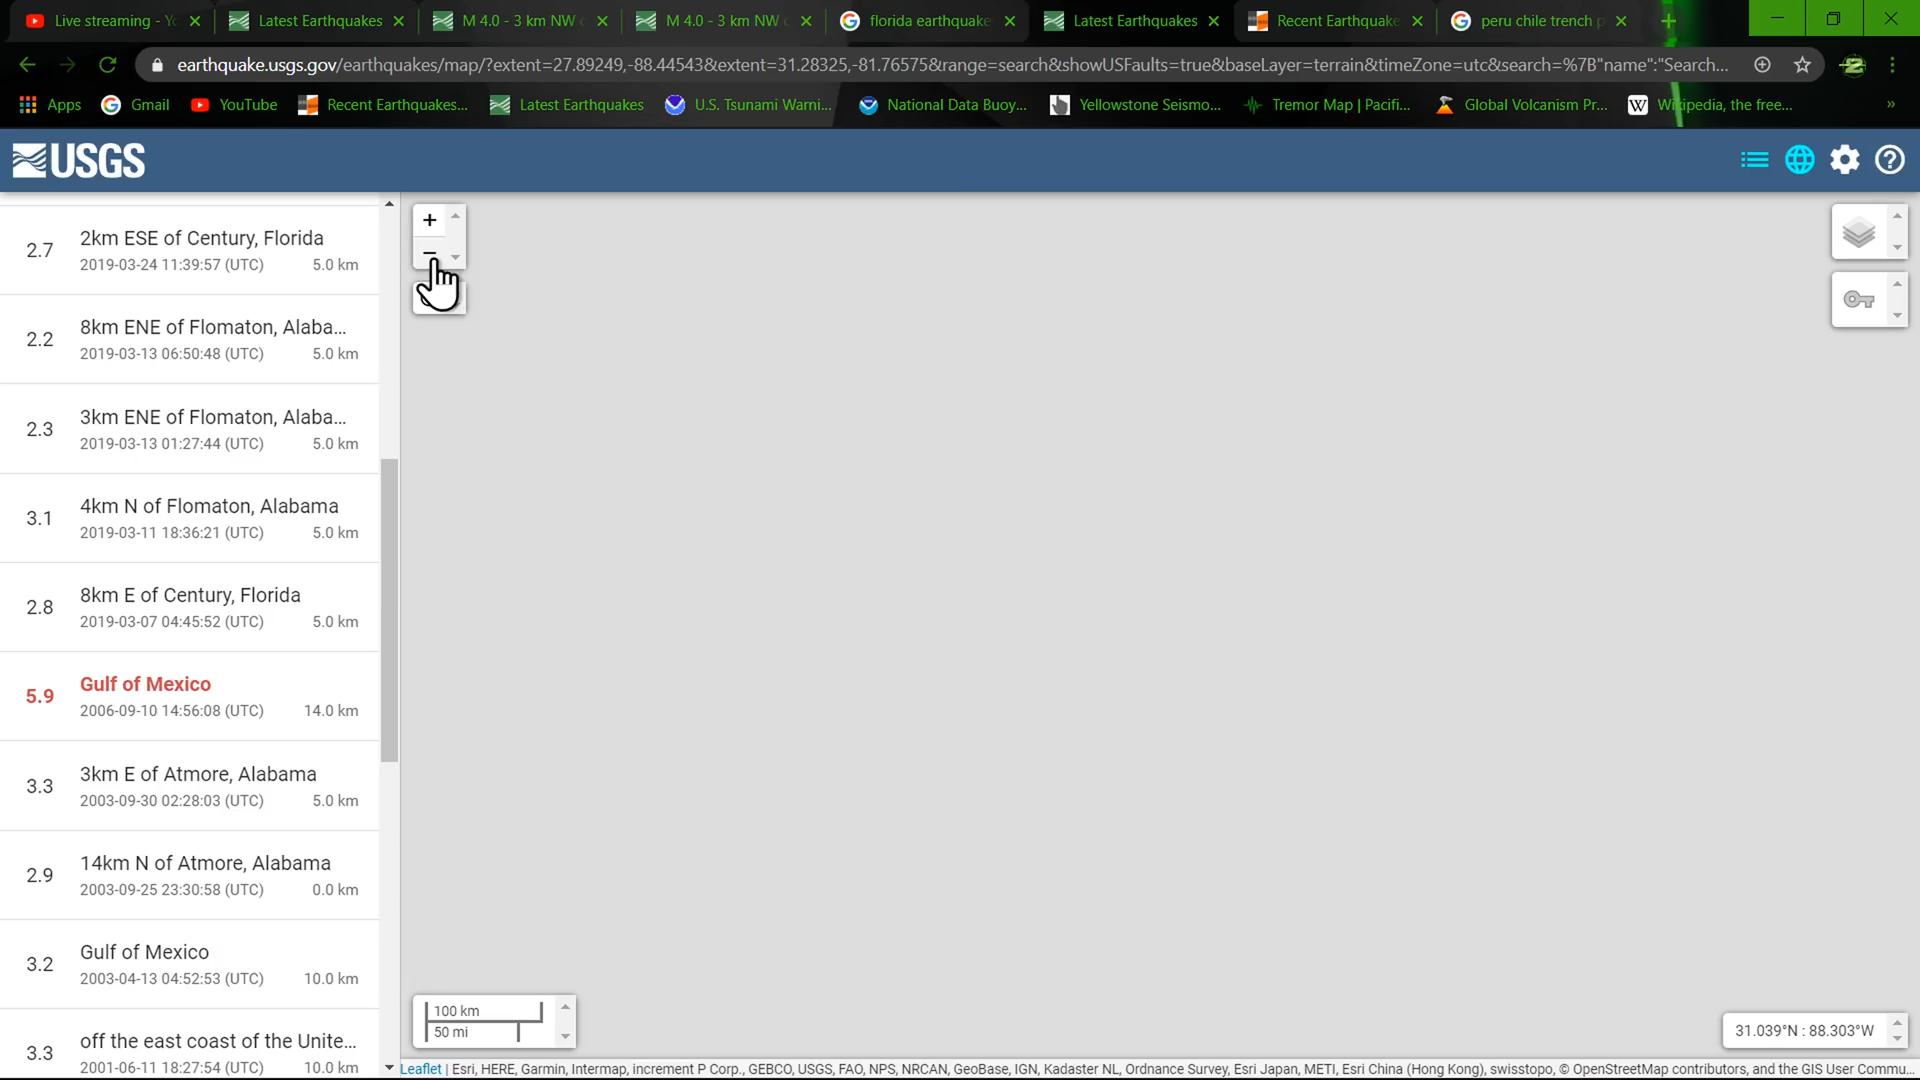 Live streaming - Yo
Latest Earthquakes
M 4.0 - 3 km NW
M 4.0 - 3 km NW
florida earthquake
Latest Earthquakes
Recent Earthquake
peru chile trench p
earthquake.usgs.gov/earthquakes/map/?extent=27.89249,-88.44543&extent=31.28325,-81.76575&range=search&showUSFaults=true&baseLayer=terrain&timeZone=utc&search=%7B"name":"Search...
Apps
Gmail
YouTube
Recent Earthquakes...
Latest Earthquakes
U.S. Tsunami Warni...
National Data Buoy...
Yellowstone Seismo...
Tremor Map | Pacifi...
Global Volcanism Pr...
Wikipedia, the free...
USGS
2.7
2km ESE of Century, Florida
2019-03-24 11:39:57 (UTC) 5.0 km
2.2
8km ENE of Flomaton, Alaba...
2019-03-13 06:50:48 (UTC) 5.0 km
2.3
3km ENE of Flomaton, Alaba...
2019-03-13 01:27:44 (UTC) 5.0 km
3.1
4km N of Flomaton, Alabama
2019-03-11 18:36:21 (UTC) 5.0 km
2.8
8km E of Century, Florida
2019-03-07 04:45:52 (UTC) 5.0 km
5.9
Gulf of Mexico
2006-09-10 14:56:08 (UTC) 14.0 km
3.3
3km E of Atmore, Alabama
2003-09-30 02:28:03 (UTC) 5.0 km
2.9
14km N of Atmore, Alabama
2003-09-25 23:30:58 (UTC) 0.0 km
3.2
Gulf of Mexico
2003-04-13 04:52:53 (UTC) 10.0 km
3.3
off the east coast of the Unite...
2001-06-11 18:27:54 (UTC) 10.0 km
100 km
50 mi
31.039°N : 88.303°W
Leaflet | Esri, HERE, Garmin, Intermap, increment P Corp., GEBCO, USGS, FAO, NPS, NRCAN, GeoBase, IGN, Kadaster NL, Ordnance Survey, Esri Japan, METI, Esri China (Hong Kong), swisstopo, © OpenStreetMap contributors, and the GIS User Commu...